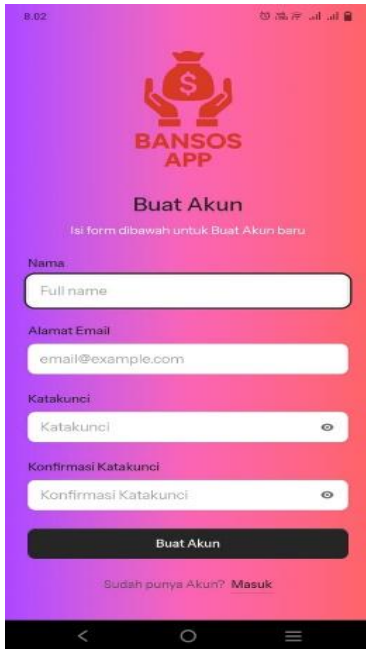 8.02
$
BANSOS
APP
Buat Akun
Isi form dibawah untuk Buat Akun baru
Nama
Full name
Alamat Email
email@example.com
Katakunci
Katakunci
Konfirmasi Katakunci
Konfirmasi Katakunci
Buat Akun
Sudah punya Akun? Masuk